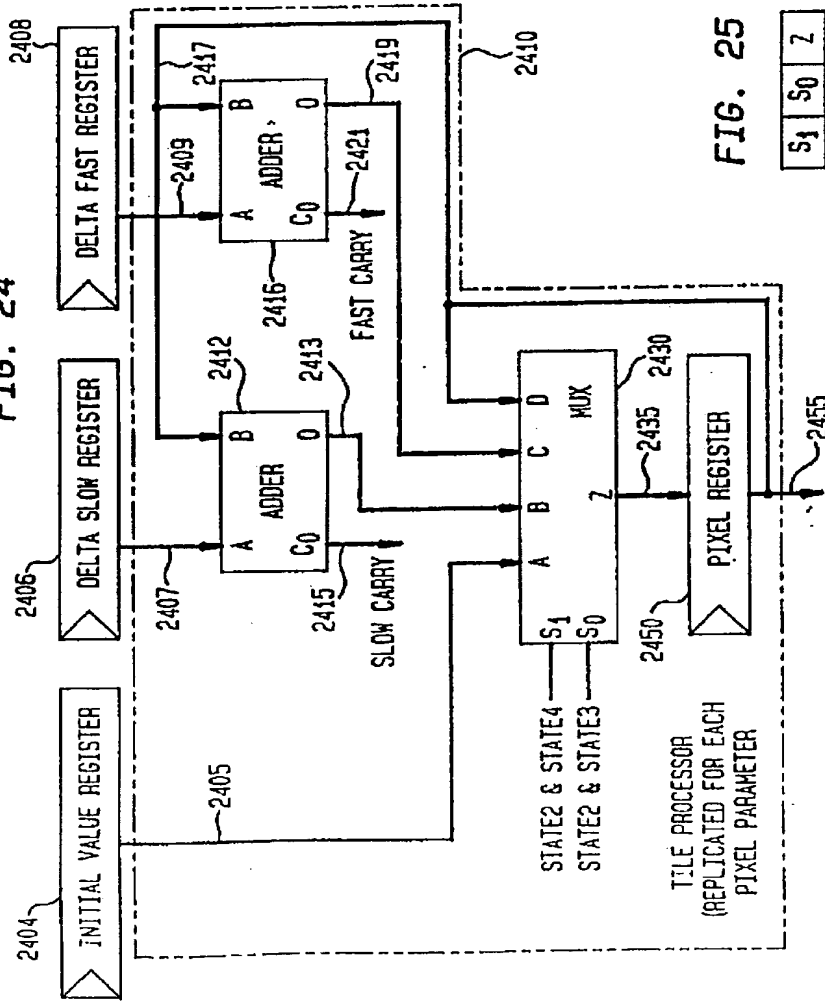 FIG. 24
2404
INITIAL VALUE REGISTER
2406
DELTA SLOW REGISTER
2408
DELTA FAST REGISTER
2405
2407
2409
2417
2412
A B
ADDER
C0 O
2413
2415
SLOW CARRY
A B
ADDER
C0 O
2416
2419
2421
FAST CARRY
2410
A B C D
MUX
S1
S0
Z
2430
STATE2 & STATE4
STATE2 & STATE3
2435
TILE PROCESSOR
(REPLICATED FOR EACH
PIXEL PARAMETER
2450
PIXEL REGISTER
2455
FIG. 25
S1 S0 Z